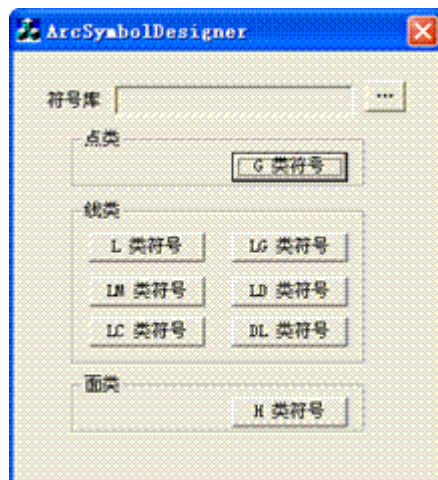 ArcSymbolDesigner
符号库 ...
点类
G 类符号
线类
L 类符号 LG 类符号
LM 类符号 LD 类符号
LC 类符号 DL 类符号
面类
H 类符号